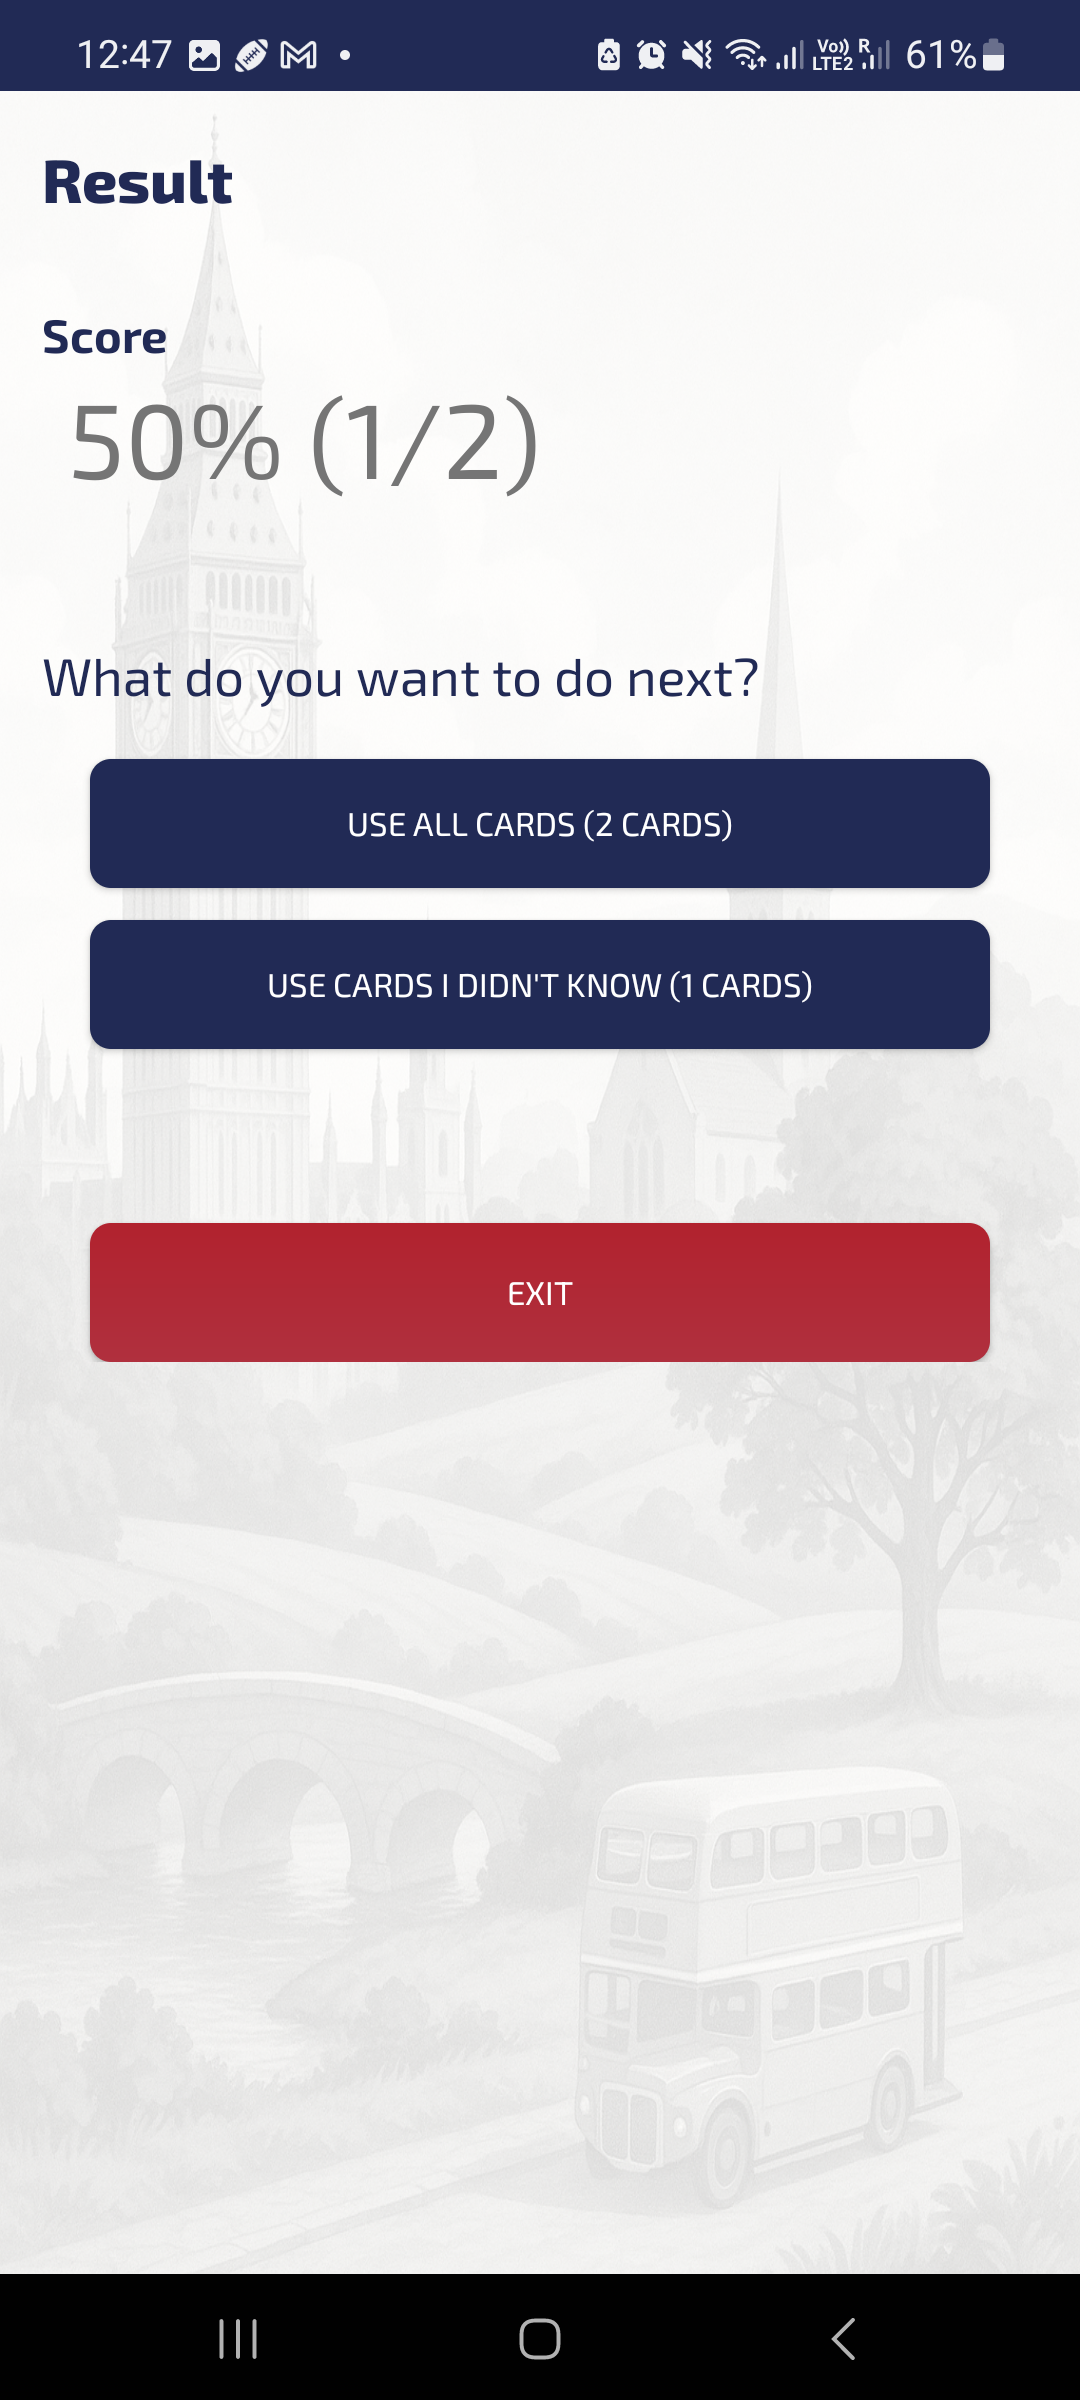 12:47
Vo)) R
LTE2 61%
Result
Score
50% (1/2)
What do you want to do next?
USE ALL CARDS (2 CARDS)
USE CARDS I DIDN'T KNOW (1 CARDS)
EXIT